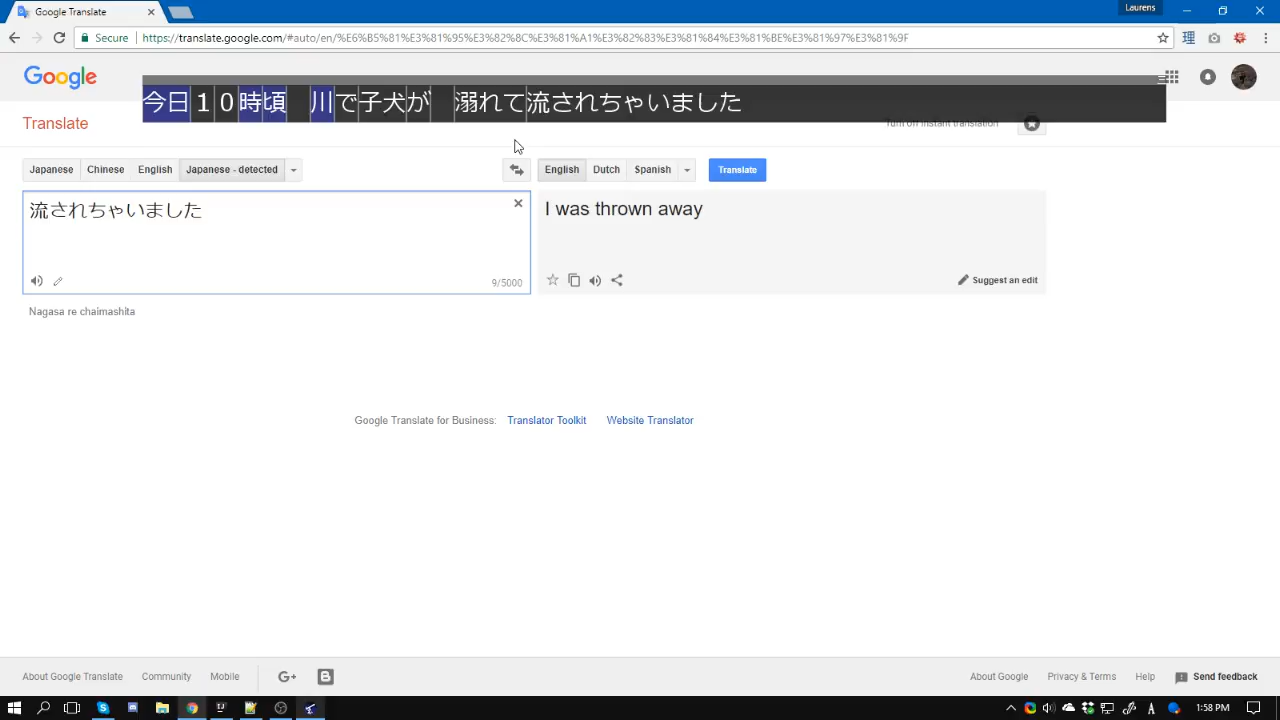 Google Translate
Laurens
Secure https://translate.google.com/#auto/en/%E6%B5%81%E3%81%95%E3%82%8C%E3%81%A1%E3%82%83%E3%81%84%E3%81%BE%E3%81%97%E3%81%9F
Google
今日10時頃 川で子犬が 溺れて流されちゃいました
Translate
Turn off instant translation
Japanese Chinese English Japanese - detected English Dutch Spanish Translate
流されちゃいました
I was thrown away
9/5000
Suggest an edit
Nagasa re chaimashita
Google Translate for Business: Translator Toolkit Website Translator
About Google Translate Community Mobile G+ B About Google Privacy & Terms Help Send feedback
1:58 PM